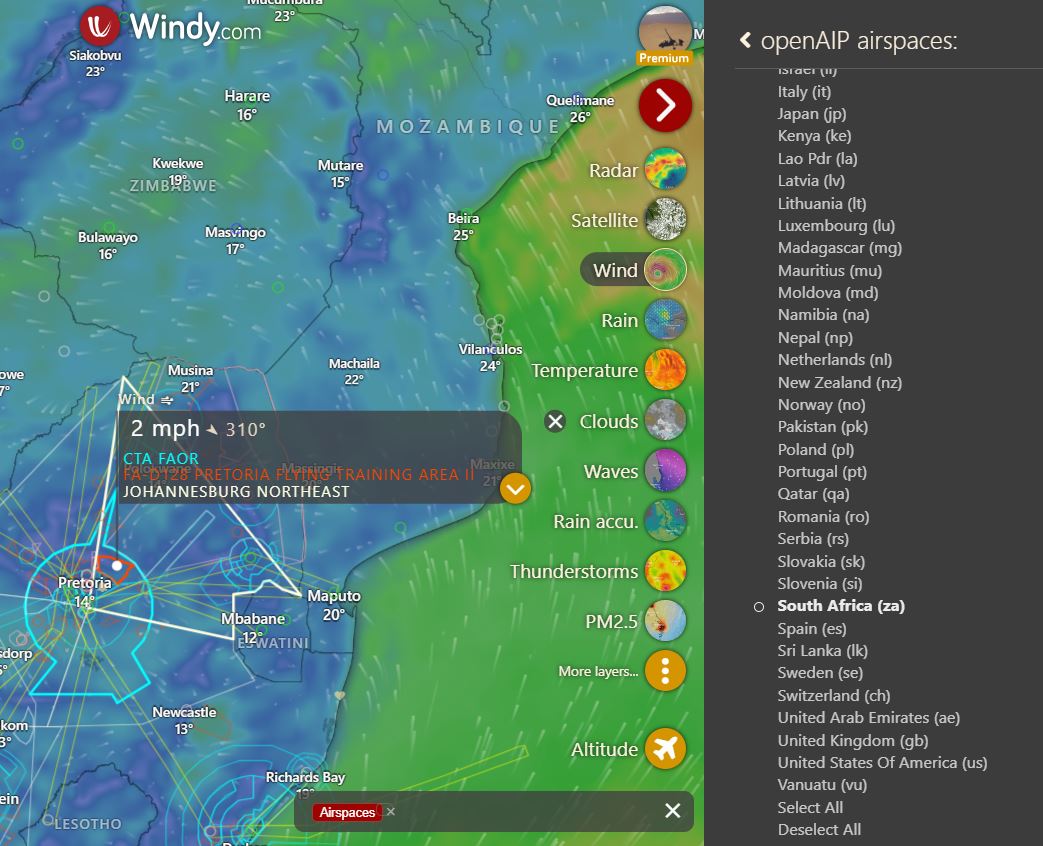 Mucumbura
23°
Windy.com
Siakobvu
23°
Premium
M
Harare
16°
Quelimane
26°
MOZAMBIQUE
Kwekwe
19°
ZIMBABWE
Mutare
15°
Radar
Beira
25°
Satellite
Bulawayo
16°
Masvingo
17°
Wind
Rain
Vilanculos
24°
Machaila
22°
Musina
21°
Temperature
owe
7°
Wind
2 mph 310°
CTA FAOR
FA-D128 PRETORIA FLYING TRAINING AREA II
JOHANNESBURG NORTHEAST
Polokwane
Massingir
Maxixe
21°
Clouds
Waves
Rain accu.
Thunderstorms
Pretoria
14°
Maputo
20°
Mbabane
12°
ESWATINI
PM2.5
sdorp
5°
More layers...
Newcastle
13°
kom
3°
Altitude
Richards Bay
19°
ein
LESOTHO
Airspaces
openAIP airspaces:
Israel (il)
Italy (it)
Japan (jp)
Kenya (ke)
Lao Pdr (la)
Latvia (lv)
Lithuania (lt)
Luxembourg (lu)
Madagascar (mg)
Mauritius (mu)
Moldova (md)
Namibia (na)
Nepal (np)
Netherlands (nl)
New Zealand (nz)
Norway (no)
Pakistan (pk)
Poland (pl)
Portugal (pt)
Qatar (qa)
Romania (ro)
Serbia (rs)
Slovakia (sk)
Slovenia (si)
South Africa (za)
Spain (es)
Sri Lanka (lk)
Sweden (se)
Switzerland (ch)
United Arab Emirates (ae)
United Kingdom (gb)
United States Of America (us)
Vanuatu (vu)
Select All
Deselect All